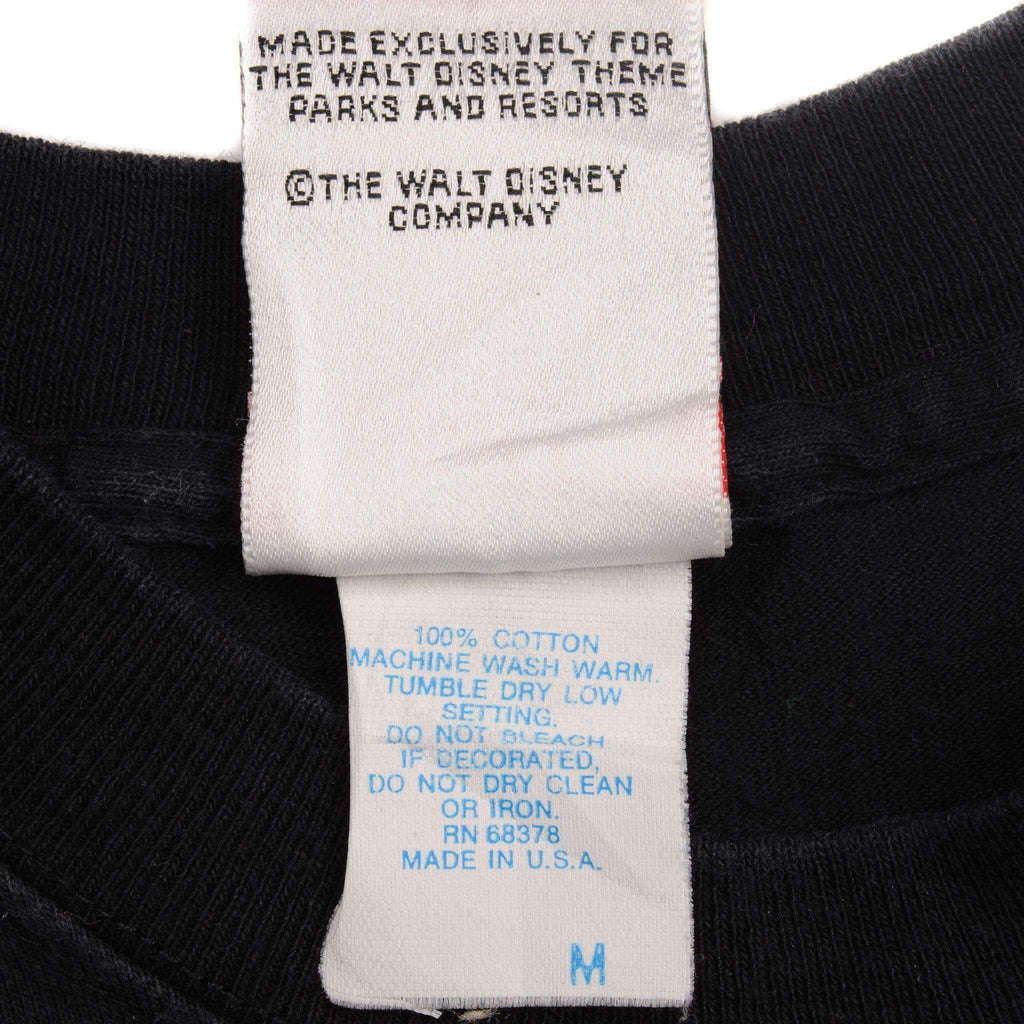 MADE EXCLUSIVELY FOR
THE WALT DISNEY THEME
PARKS AND RESORTS
©THE WALT DISNEY
COMPANY
100% COTTON
MACHINE WASH WARM.
TUMBLE DRY LOW
SETTING.
DO NOT BLEACH
IF DECORATED,
DO NOT DRY CLEAN
OR IRON.
RN 68378
MADE IN U.S.A.
M